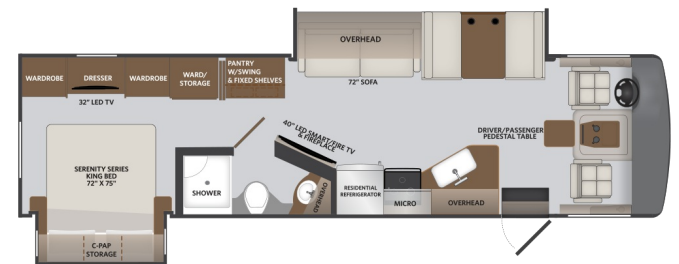 OVERHEAD
72" SOFA
WARDROBE
DRESSER
WARDROBE
WARD/
STORAGE
PANTRY
W/SWING
& FIXED SHELVES
32" LED TV
40" LED SMART/FIRE TV
& FIREPLACE
DRIVER/PASSENGER
PEDESTAL TABLE
SERENITY SERIES
KING BED
72" X 75"
SHOWER
OVERHEAD
RESIDENTIAL
REFRIGERATOR
MICRO
OVERHEAD
C-PAP
STORAGE